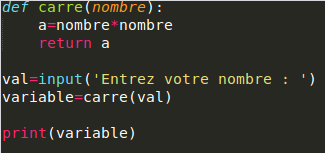 def carre(nombre):
    a=nombre*nombre
    return a
val=input('Entrez votre nombre : ')
variable=carre(val)
print(variable)